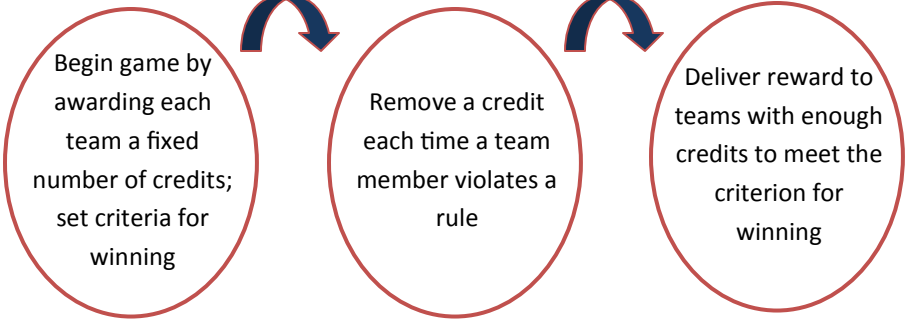 Begin game by
awarding each
team a fixed
number of credits;
set criteria for
winning
Remove a credit
each time a team
member violates a
rule
Deliver reward to
teams with enough
credits to meet the
criterion for
winning